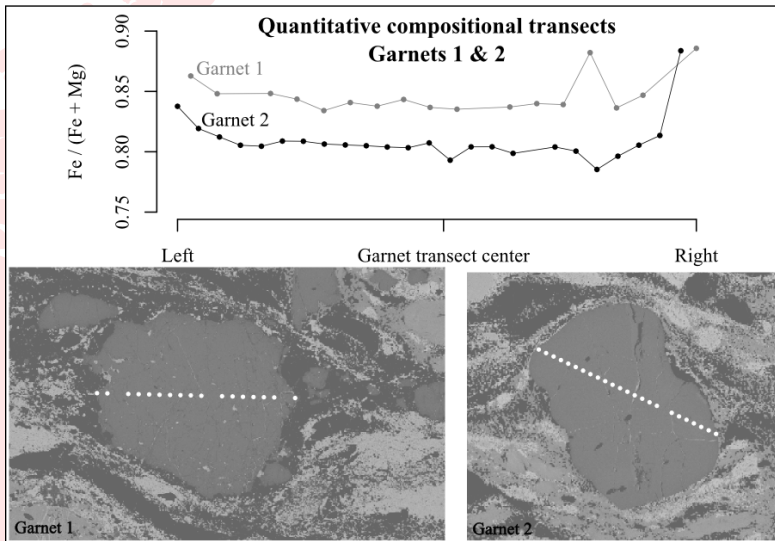 Quantitative compositional transects
Garnets 1 & 2
Fe / (Fe + Mg)
0.90
0.85
0.80
0.75
Garnet 1
Garnet 2
Left
Garnet transect center
Right
Garnet 1
Garnet 2